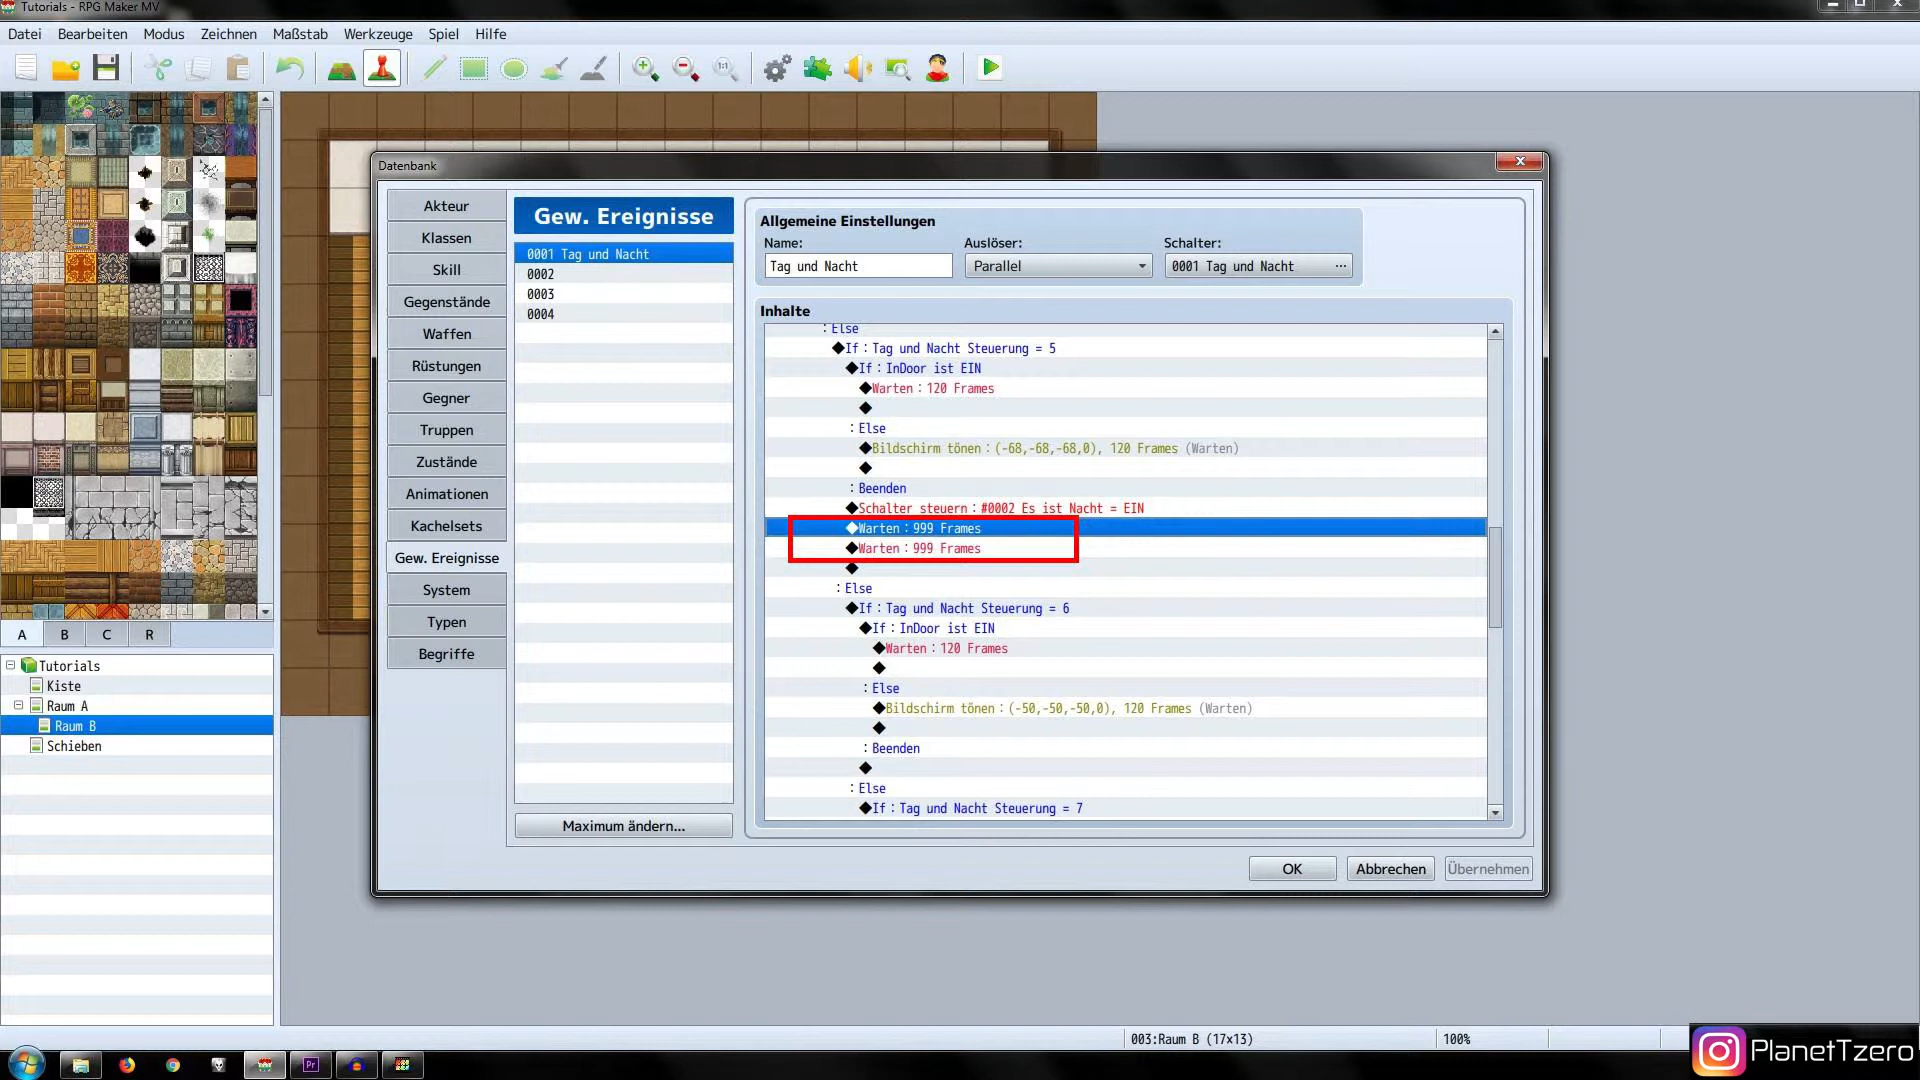 Tutorials - RPG Maker MV
Datei Bearbeiten Modus Zeichnen Maßstab Werkzeuge Spiel Hilfe
1:1
Datenbank
Akteur
Klassen
Skill
Gegenstände
Waffen
Rüstungen
Gegner
Truppen
Zustände
Animationen
Kachelsets
Gew. Ereignisse
System
Typen
Begriffe
Gew. Ereignisse
0001 Tag und Nacht
0002
0003
0004
Maximum ändern...
Allgemeine Einstellungen
Name: Auslöser: Schalter:
Tag und Nacht Parallel 0001 Tag und Nacht ...
Inhalte
: Else
◆If : Tag und Nacht Steuerung = 5
◆If : InDoor ist EIN
◆Warten : 120 Frames
◆
: Else
◆Bildschirm tönen : (-68,-68,-68,0), 120 Frames (Warten)
◆
: Beenden
◆Schalter steuern : #0002 Es ist Nacht = EIN
◆Warten : 999 Frames
◆Warten : 999 Frames
◆
: Else
◆If : Tag und Nacht Steuerung = 6
◆If : InDoor ist EIN
◆Warten : 120 Frames
◆
: Else
◆Bildschirm tönen : (-50,-50,-50,0), 120 Frames (Warten)
◆
: Beenden
◆
: Else
◆If : Tag und Nacht Steuerung = 7
OK Abbrechen Übernehmen
A B C R
Tutorials
Kiste
Raum A
Raum B
Schieben
003:Raum B (17x13) 100%
Pr
PlanetTzero